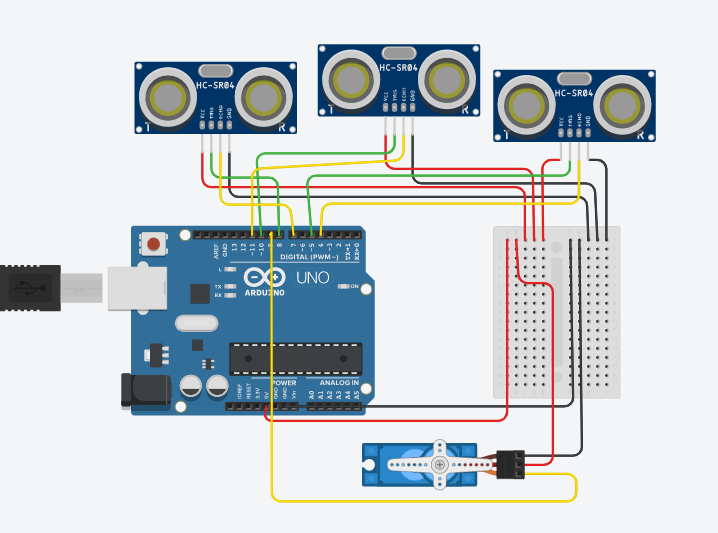 HC-SR04
VCC
TRIG
ECHO
GND
T
R
HC-SR04
VCC
TRIG
ECHO
GND
T
R
HC-SR04
VCC
TRIG
ECHO
GND
T
R
AREF
GND
13
12
~11
~10
~9
8
7
~6
~5
4
~3
2
TX→1
RX←0
DIGITAL (PWM~)
L
TX
RX
UNO
ON
ARDUINO
POWER
ANALOG IN
IOREF
RESET
3.3V
5V
GND
GND
Vin
A0
A1
A2
A3
A4
A5